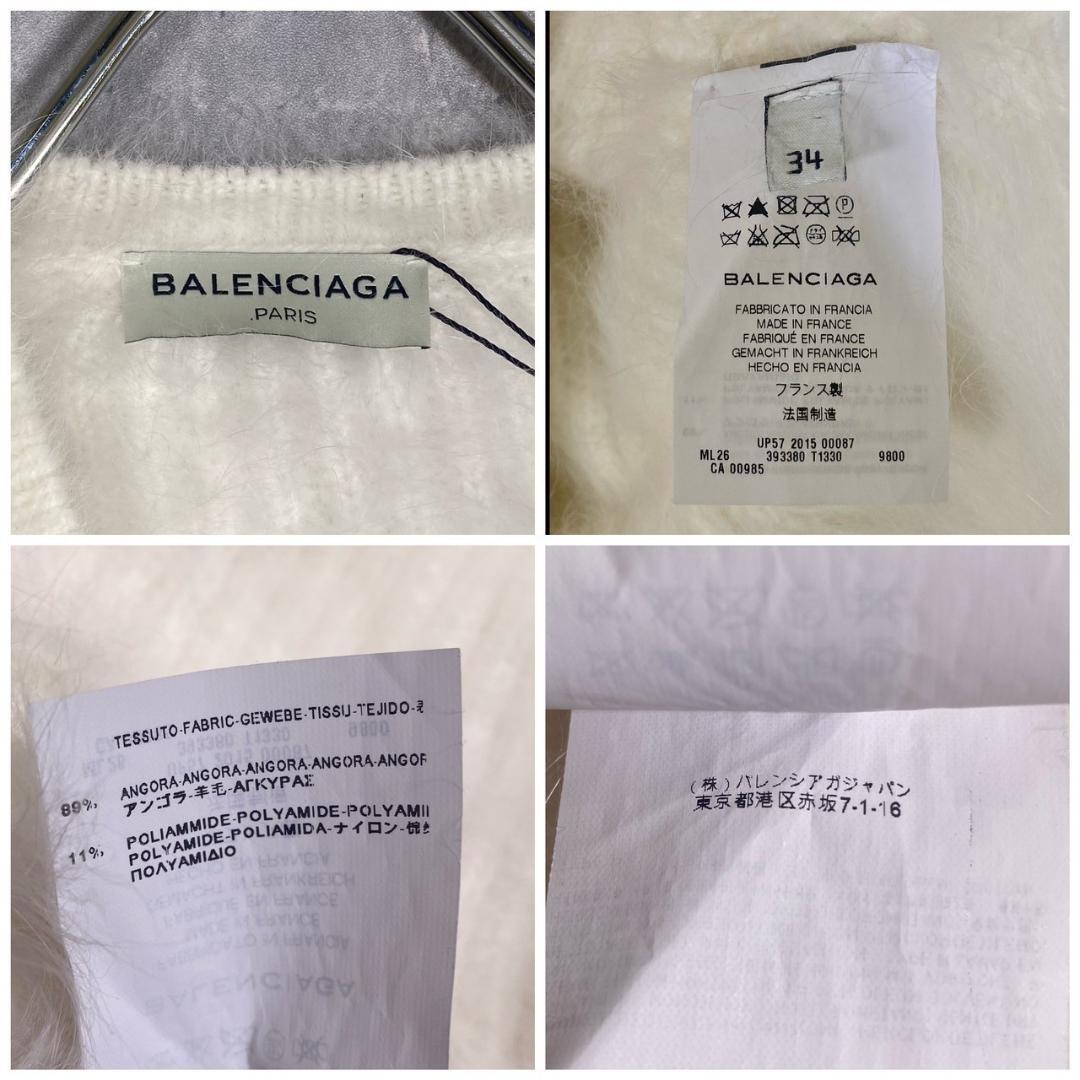 BALENCIAGA
.PARIS
34
P
BALENCIAGA
FABBRICATO IN FRANCIA
MADE IN FRANCE
FABRIQUÉ EN FRANCE
GEMACHT IN FRANKREICH
HECHO EN FRANCIA
フランス製
法国制造
UP57 2015 00087
ML26 393380 T1330 9800
CA 00985
TESSUTO-FABRIC-GEWEBE-TISSU-TEJIDO-
89%, ANGORA-ANGORA-ANGORA-ANGORA-ANGOR
アンゴラ-羊毛-ΑΓΚΥΡΑΣ
11%, POLIAMMIDE-POLYAMIDE-POLYAMI
POLYAMIDE-POLIAMIDA-ナイロン-
ΠΟΛΥΑΜΙΔΙΟ
(株)バレンシアガジャパン
東京都港区赤坂7-1-16